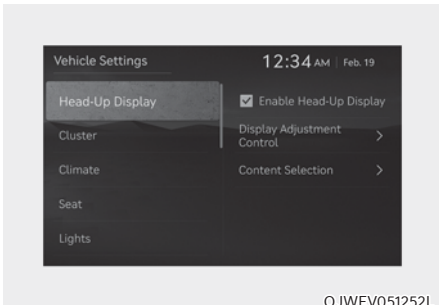 Vehicle Settings
12:34 AM | Feb. 19
Head-Up Display
Enable Head-Up Display
Cluster
Display Adjustment
Control
Climate
Content Selection
Seat
Lights
OJWEV051252L